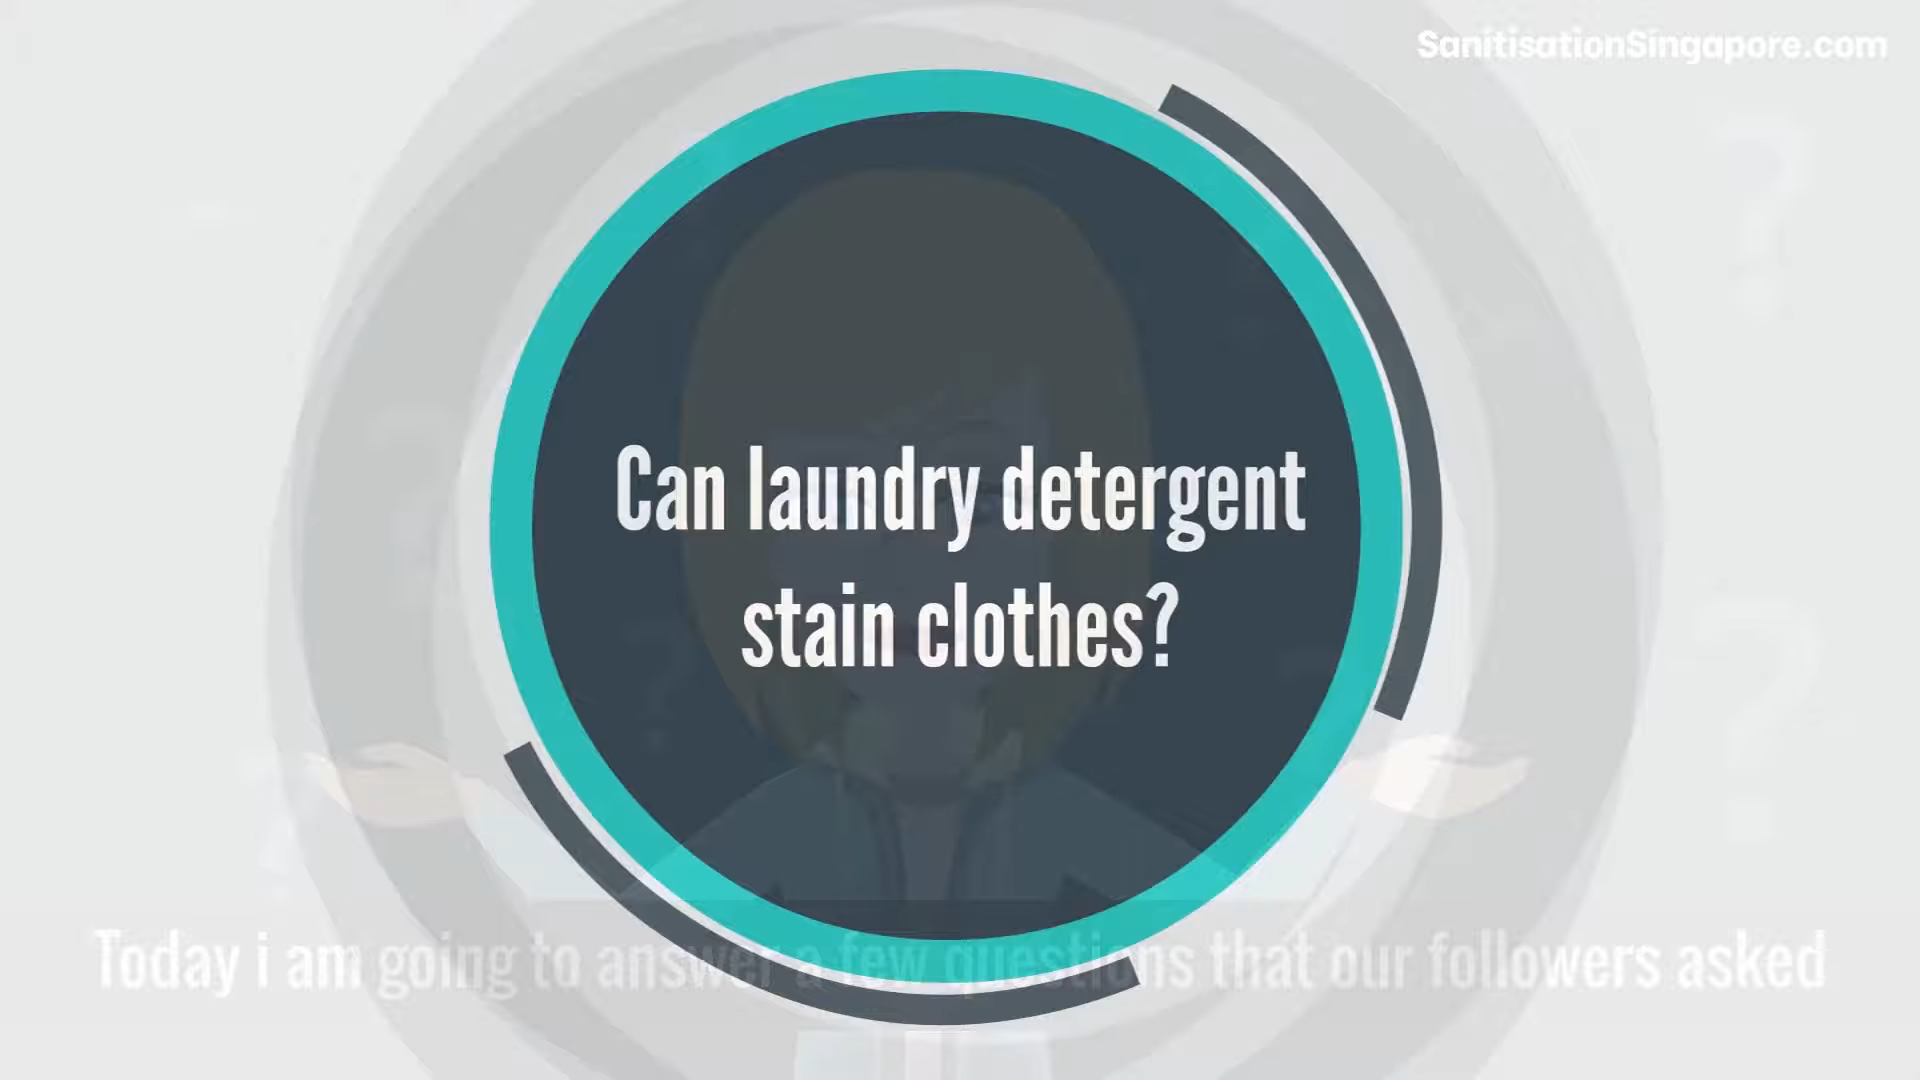 SanitisationSingapore.com
Can laundry detergent
stain clothes?
Today i am going to answer a few questions that our followers asked